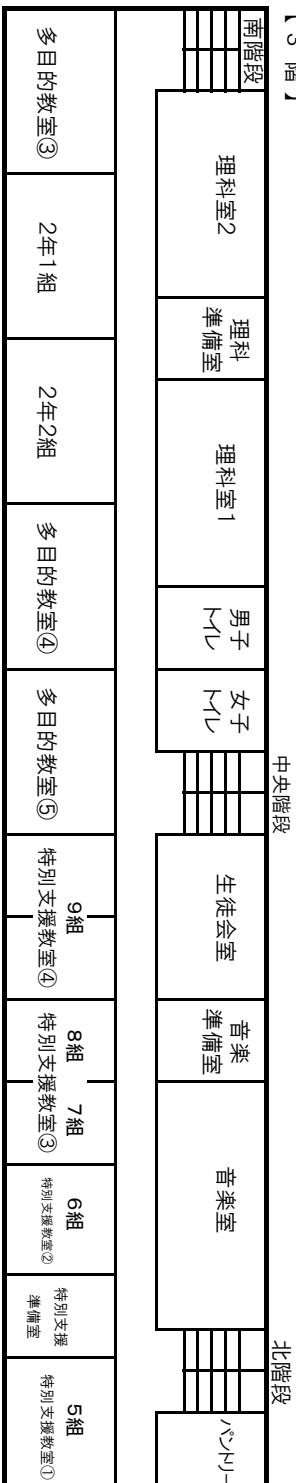 【3階】
南階段
理科室2
理科
準備室
理科室1
男子
トイレ
女子
トイレ
中央階段
生徒会室
音楽
準備室
音楽室
北階段
パントリー
多目的教室③
2年1組
2年2組
多目的教室④
多目的教室⑤
9組
特別支援教室④
8組
7組
特別支援教室③
6組
特別支援教室②
特別支援
準備室
5組
特別支援教室①